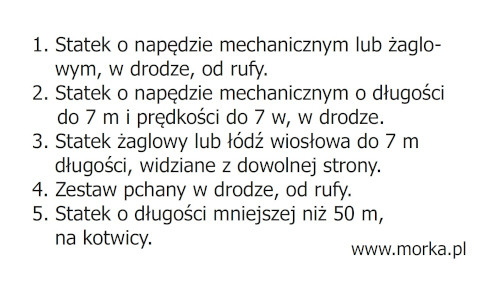 1. Statek o napędzie mechanicznym lub żaglo-
wym, w drodze, od rufy.
2. Statek o napędzie mechanicznym o długości
do 7 m i prędkości do 7 w, w drodze.
3. Statek żaglowy lub łódź wiosłowa do 7 m
długości, widziane z dowolnej strony.
4. Zestaw pchany w drodze, od rufy.
5. Statek o długości mniejszej niż 50 m,
na kotwicy.
www.morka.pl